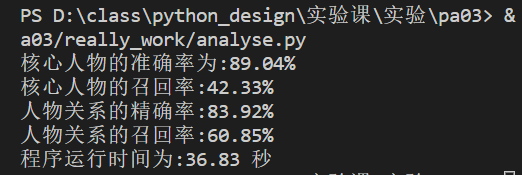 PS D:\class\python_design\实验课\实验\pa03> &
a03/really_work/analyse.py
核心人物的准确率为:89.04%
核心人物的召回率:42.33%
人物关系的精确率:83.92%
人物关系的召回率:60.85%
程序运行时间为:36.83 秒